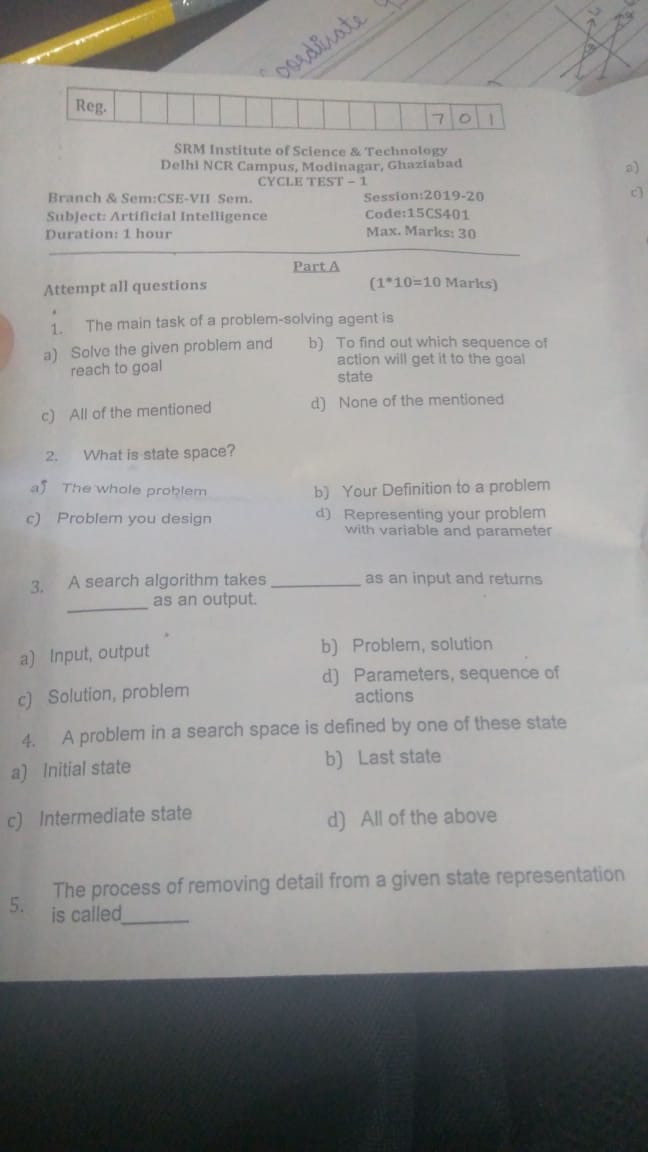 oordinate
Reg. 7 0 1
SRM Institute of Science & Technology
Delhi NCR Campus, Modinagar, Ghaziabad
CYCLE TEST – 1
Branch & Sem:CSE-VII Sem. Session:2019-20
Subject: Artificial Intelligence Code:15CS401
Duration: 1 hour Max. Marks: 30
Part A
Attempt all questions (1*10=10 Marks)
1. The main task of a problem-solving agent is
a) Solve the given problem and reach to goal
b) To find out which sequence of action will get it to the goal state
c) All of the mentioned
d) None of the mentioned
2. What is state space?
a) The whole problem
b) Your Definition to a problem
c) Problem you design
d) Representing your problem with variable and parameter
3. A search algorithm takes __________ as an input and returns
_________ as an output.
a) Input, output
b) Problem, solution
c) Solution, problem
d) Parameters, sequence of actions
4. A problem in a search space is defined by one of these state
a) Initial state
b) Last state
c) Intermediate state
d) All of the above
5. The process of removing detail from a given state representation
is called_______
a)
c)